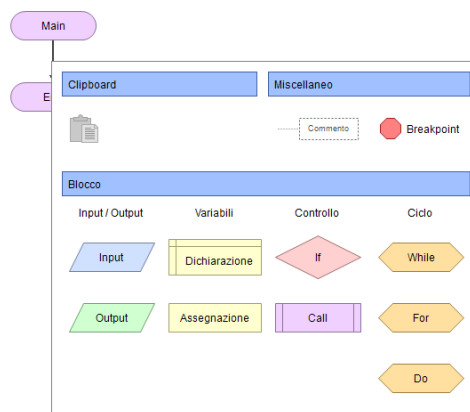 Main
E
Clipboard Miscellaneo
Commento Breakpoint
Blocco
Input / Output Variabili Controllo Ciclo
Input Dichiarazione If While
Output Assegnazione Call For
Do